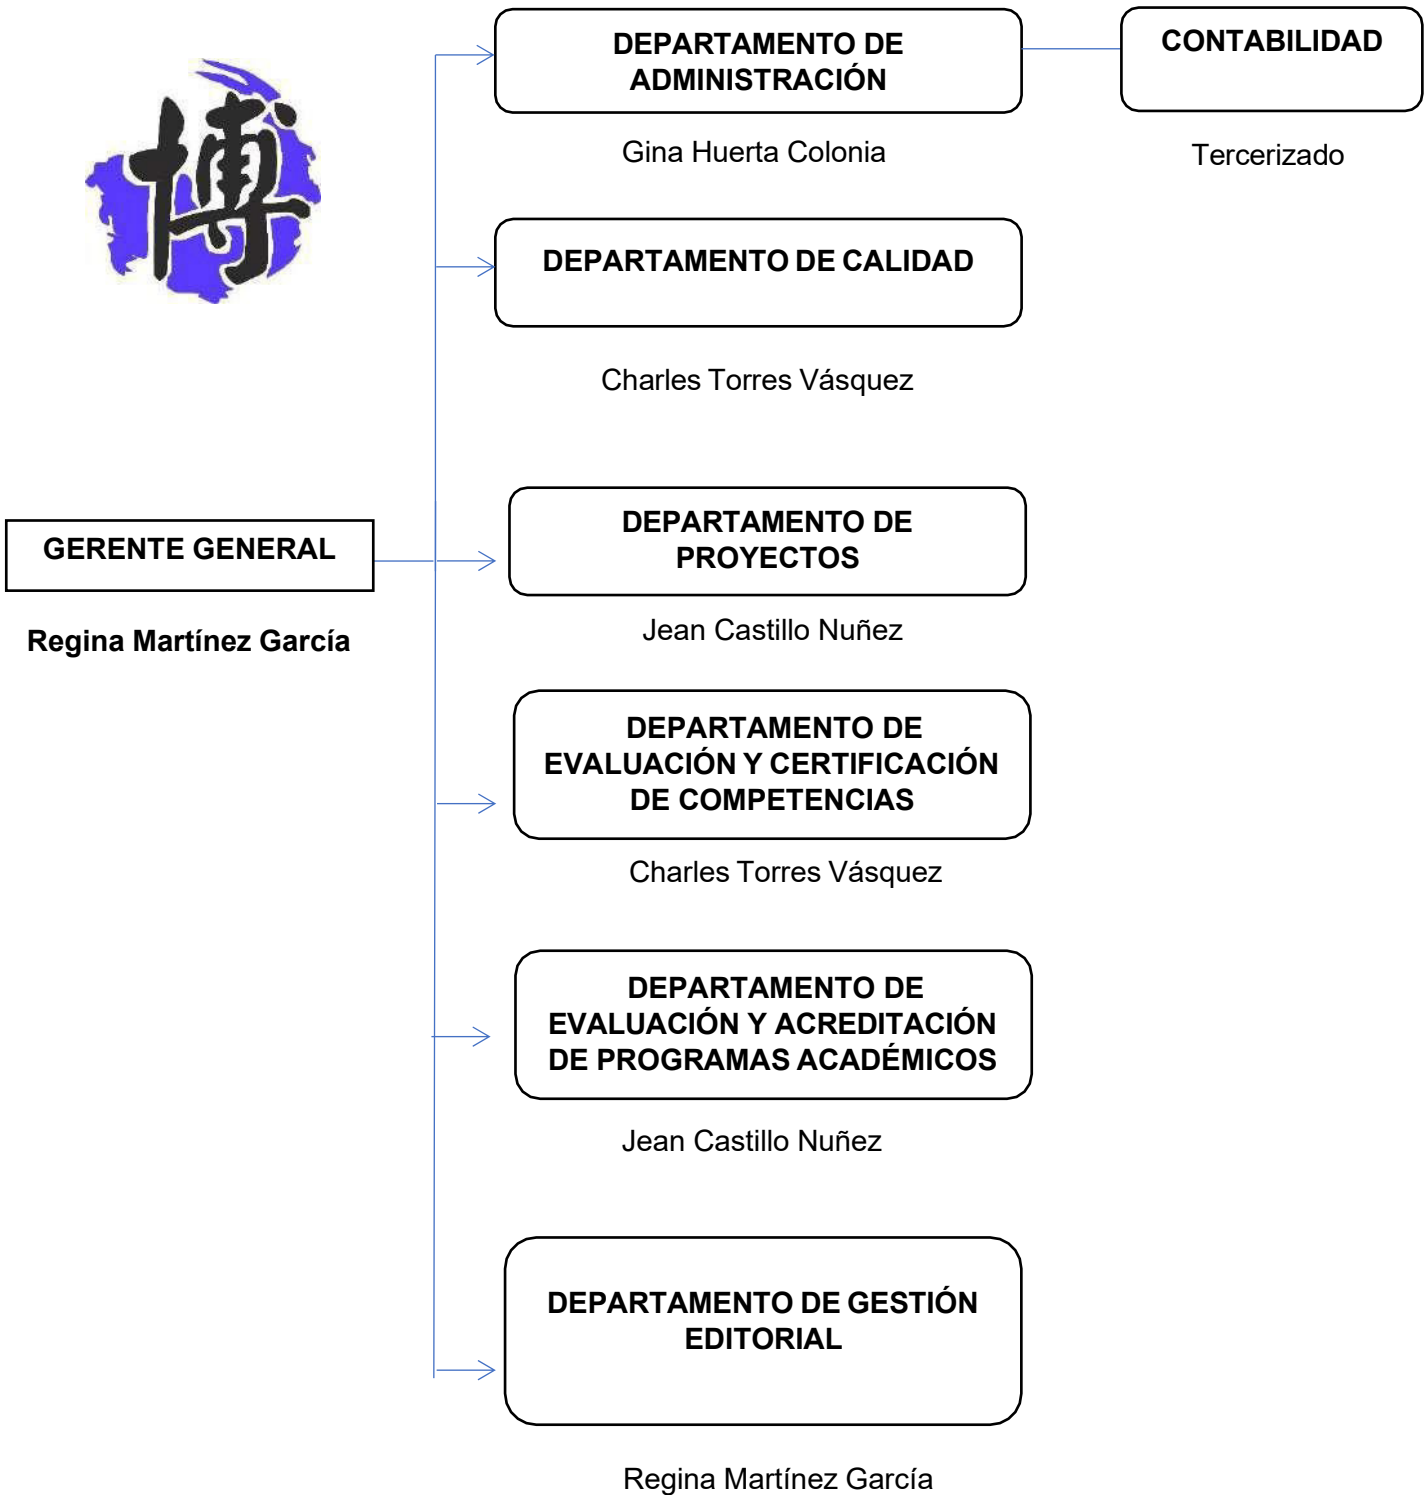 博
DEPARTAMENTO DE
ADMINISTRACIÓN
CONTABILIDAD
Gina Huerta Colonia
Tercerizado
DEPARTAMENTO DE CALIDAD
Charles Torres Vásquez
GERENTE GENERAL
Regina Martínez García
DEPARTAMENTO DE
PROYECTOS
Jean Castillo Nuñez
DEPARTAMENTO DE
EVALUACIÓN Y CERTIFICACIÓN
DE COMPETENCIAS
Charles Torres Vásquez
DEPARTAMENTO DE
EVALUACIÓN Y ACREDITACIÓN
DE PROGRAMAS ACADÉMICOS
Jean Castillo Nuñez
DEPARTAMENTO DE GESTIÓN
EDITORIAL
Regina Martínez García